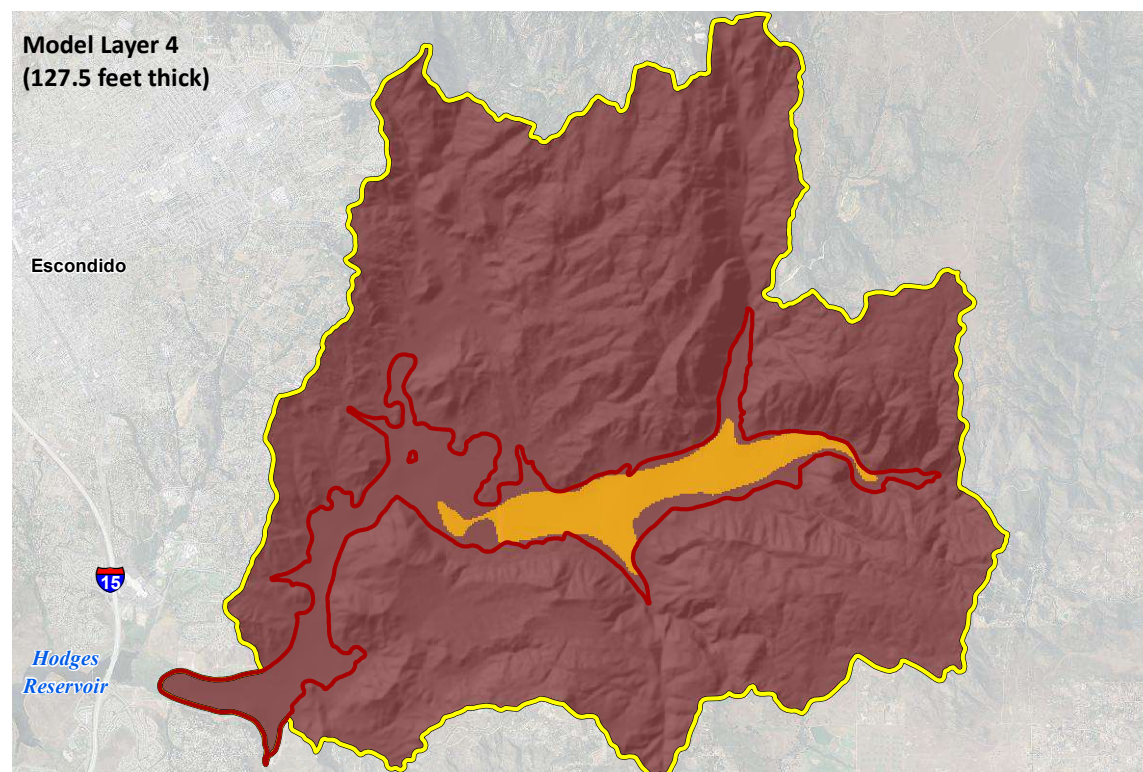 Model Layer 4
(127.5 feet thick)
Escondido
15
Hodges
Reservoir